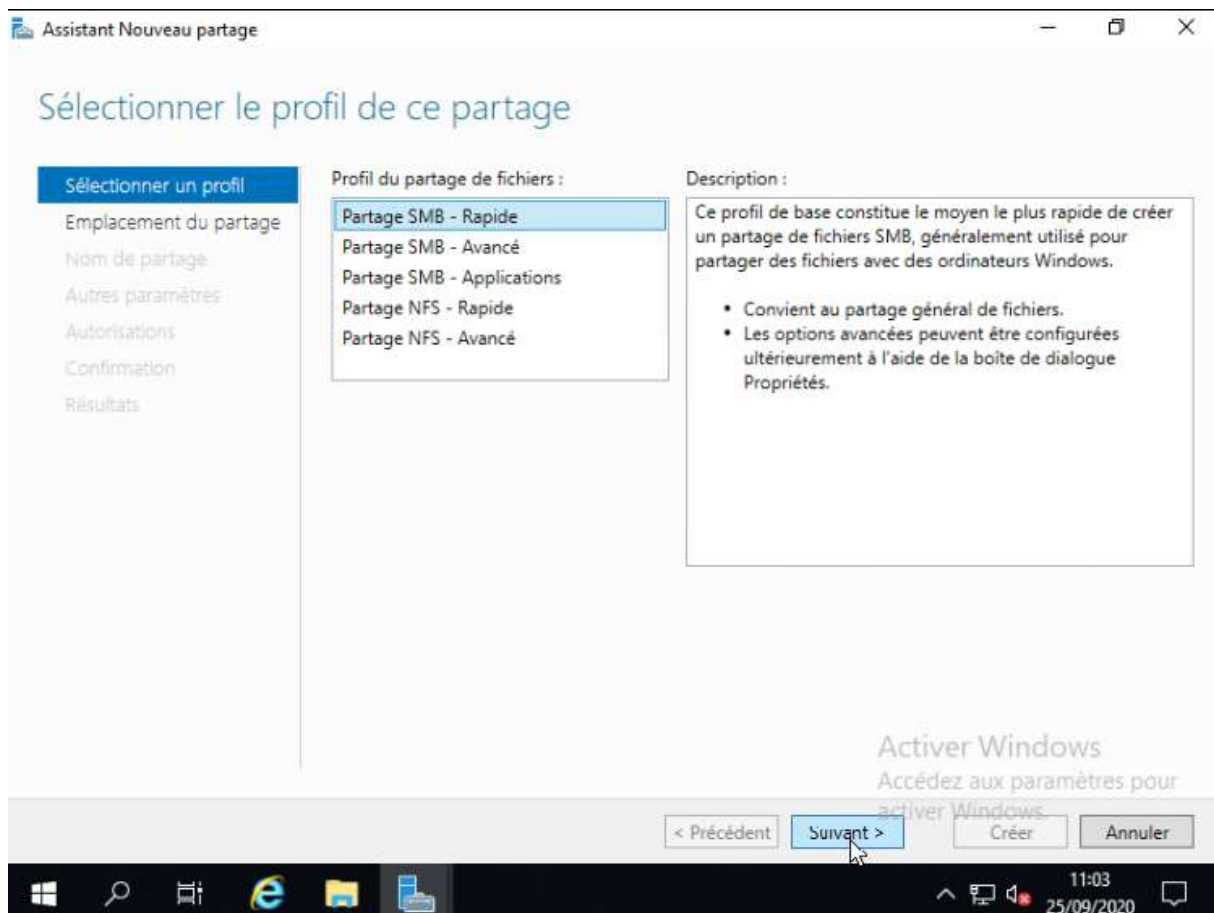 Assistant Nouveau partage
Sélectionner le profil de ce partage
Sélectionner un profil
Emplacement du partage
Nom de partage
Autres paramètres
Autorisations
Confirmation
Résultats
Profil du partage de fichiers :
Partage SMB - Rapide
Partage SMB - Avancé
Partage SMB - Applications
Partage NFS - Rapide
Partage NFS - Avancé
Description :
Ce profil de base constitue le moyen le plus rapide de créer
un partage de fichiers SMB, généralement utilisé pour
partager des fichiers avec des ordinateurs Windows.
• Convient au partage général de fichiers.
• Les options avancées peuvent être configurées
ultérieurement à l'aide de la boîte de dialogue
Propriétés.
Activer Windows
Accédez aux paramètres pour
activer Windows.
< Précédent
Suivant >
Créer
Annuler
11:03
25/09/2020